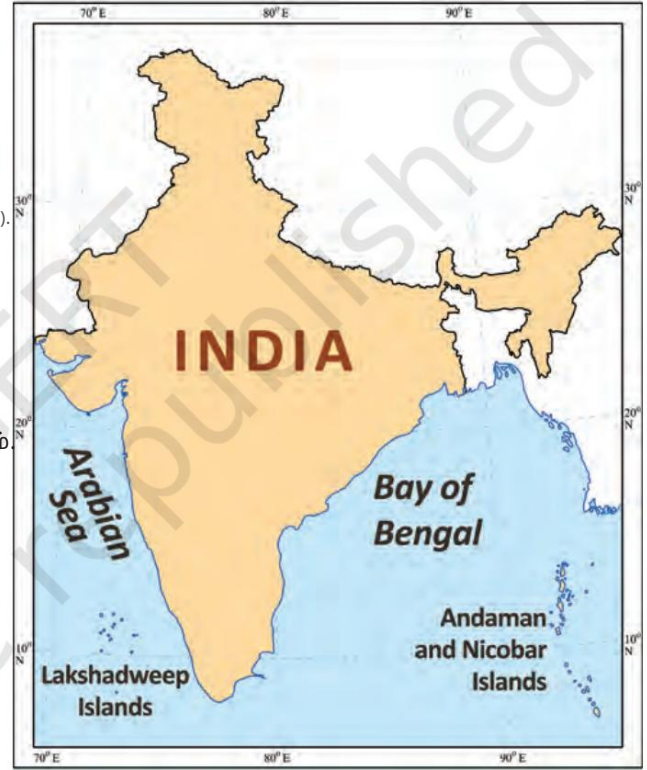 70° E 80° E 90° E
30° N
30° N
).
INDIA
20° N
20° N
Arabian
Sea
Bay of
Bengal
Andaman
and Nicobar
Islands
10° N
10° N
Lakshadweep
Islands
70° E 80° E 90° E
republished